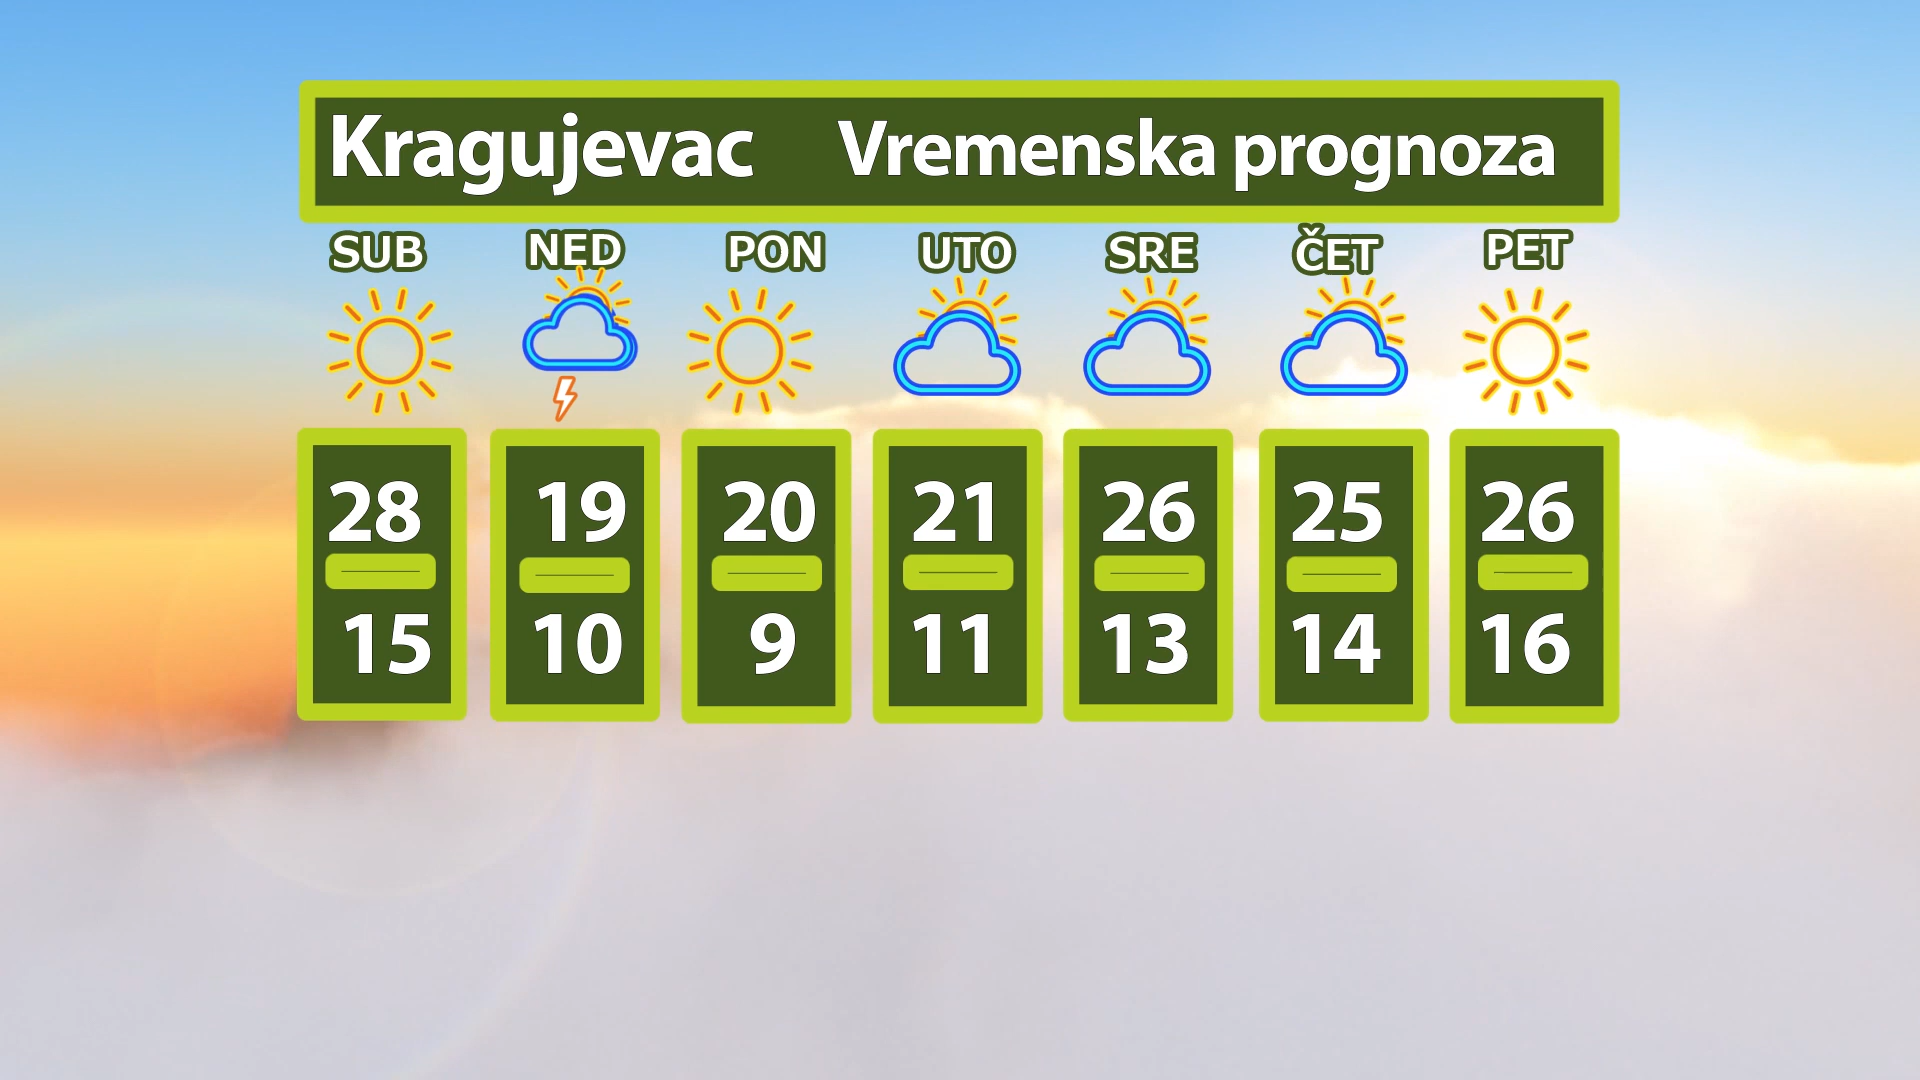 Kragujevac Vremenska prognoza
SUB NED PON UTO SRE ČET PET
28 19 20 21 26 25 26
15 10 9 11 13 14 16